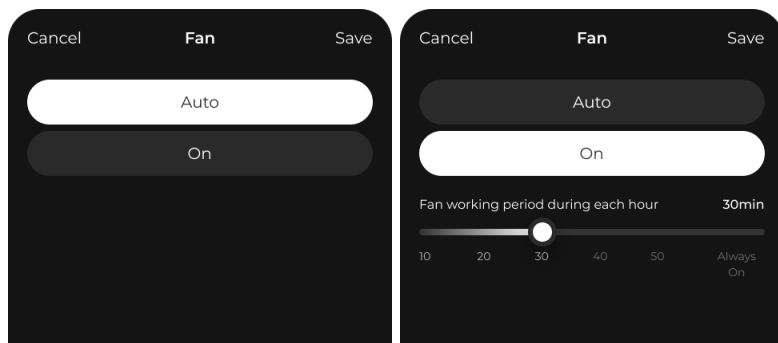 Cancel Fan Save
Auto
On
Cancel Fan Save
Auto
On
Fan working period during each hour 30min
10 20 30 40 50 Always
On